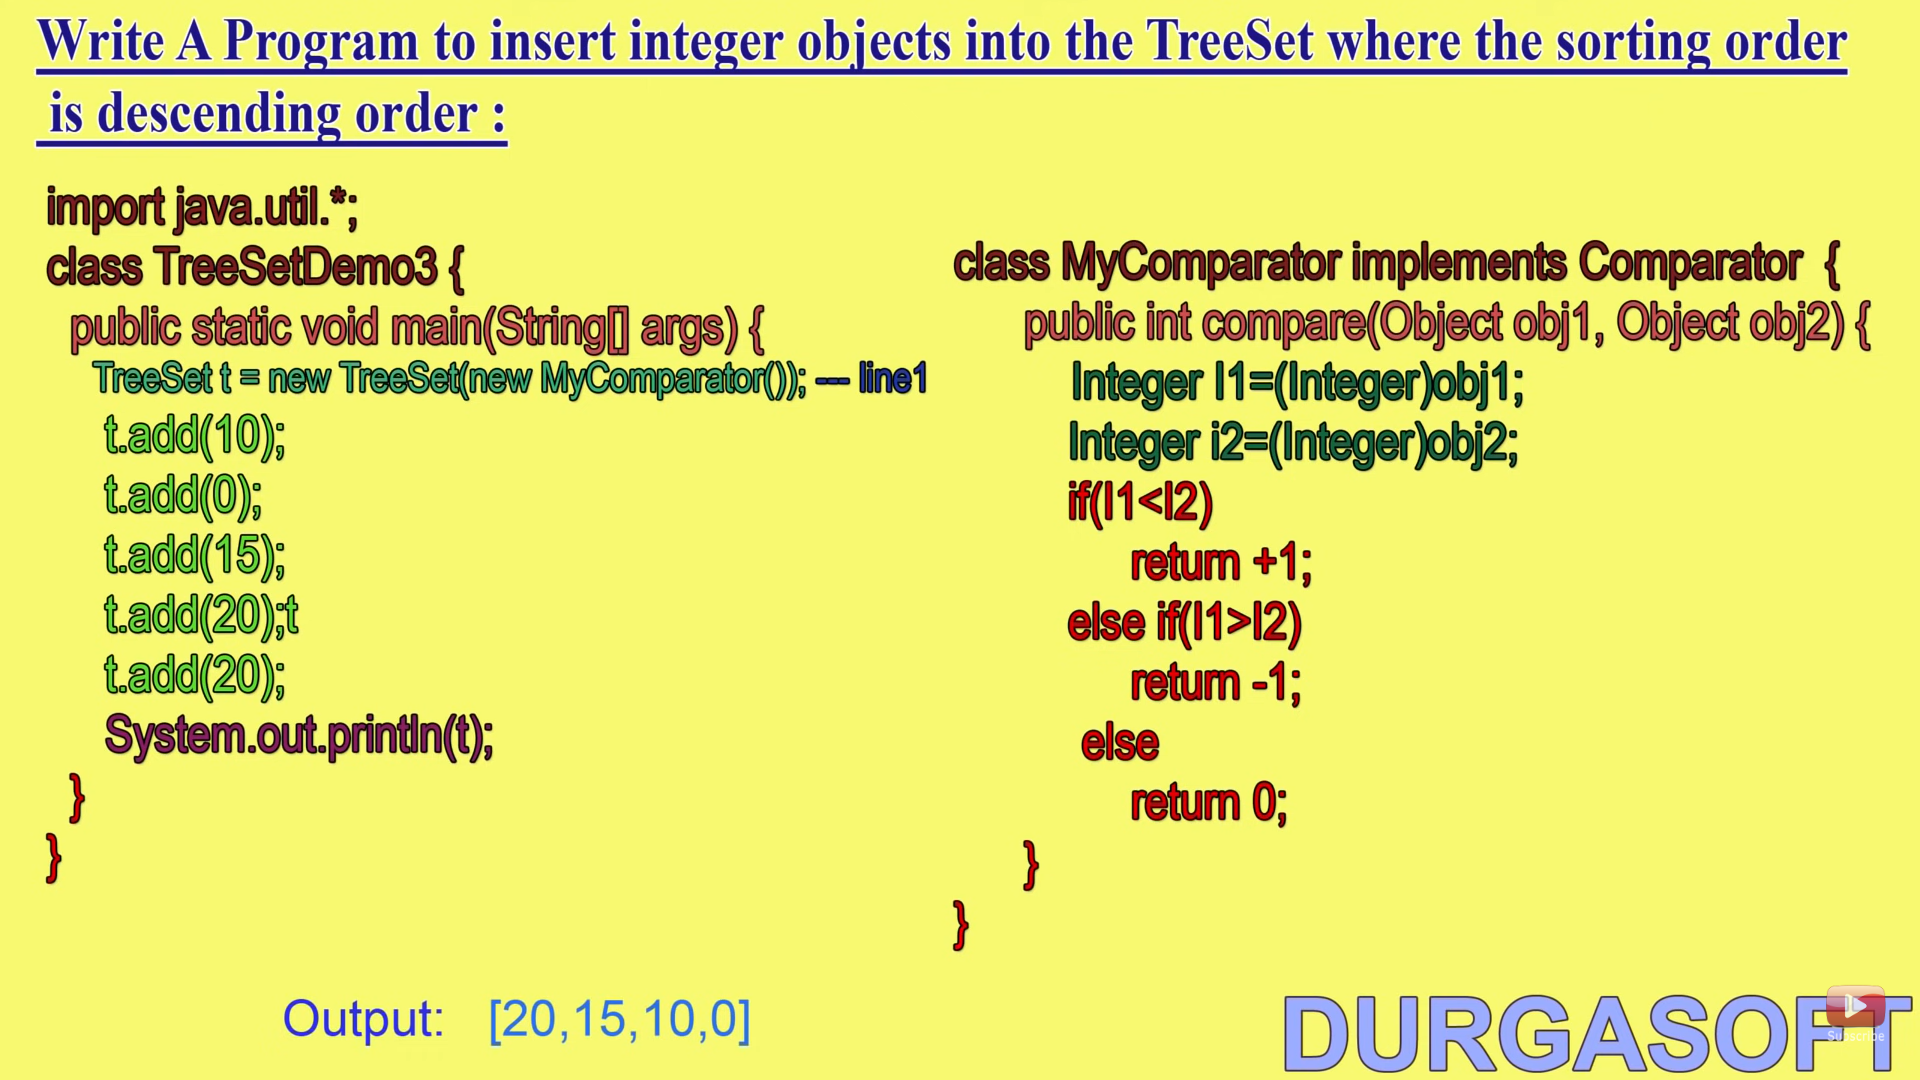 Write A Program to insert integer objects into the TreeSet where the sorting order
is descending order :
import java.util.*;
class TreeSetDemo3 {
public static void main(String[] args) {
TreeSet t = new TreeSet(new MyComparator()); --- line1
t.add(10);
t.add(0);
t.add(15);
t.add(20);t
t.add(20);
System.out.println(t);
}
}
class MyComparator implements Comparator {
public int compare(Object obj1, Object obj2) {
Integer I1=(Integer)obj1;
Integer i2=(Integer)obj2;
if(I1<I2)
return +1;
else if(I1>I2)
return -1;
else
return 0;
}
}
Output: [20,15,10,0]
DURGASOFT
Subscribe